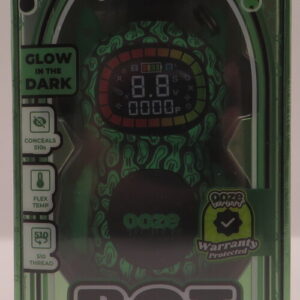 GLOW
IN THE
DARK
8.8
0000 P
CONCEALS
510s
FLEX
TEMP
510
510
THREAD
ooze
ooze
Warranty
Protected